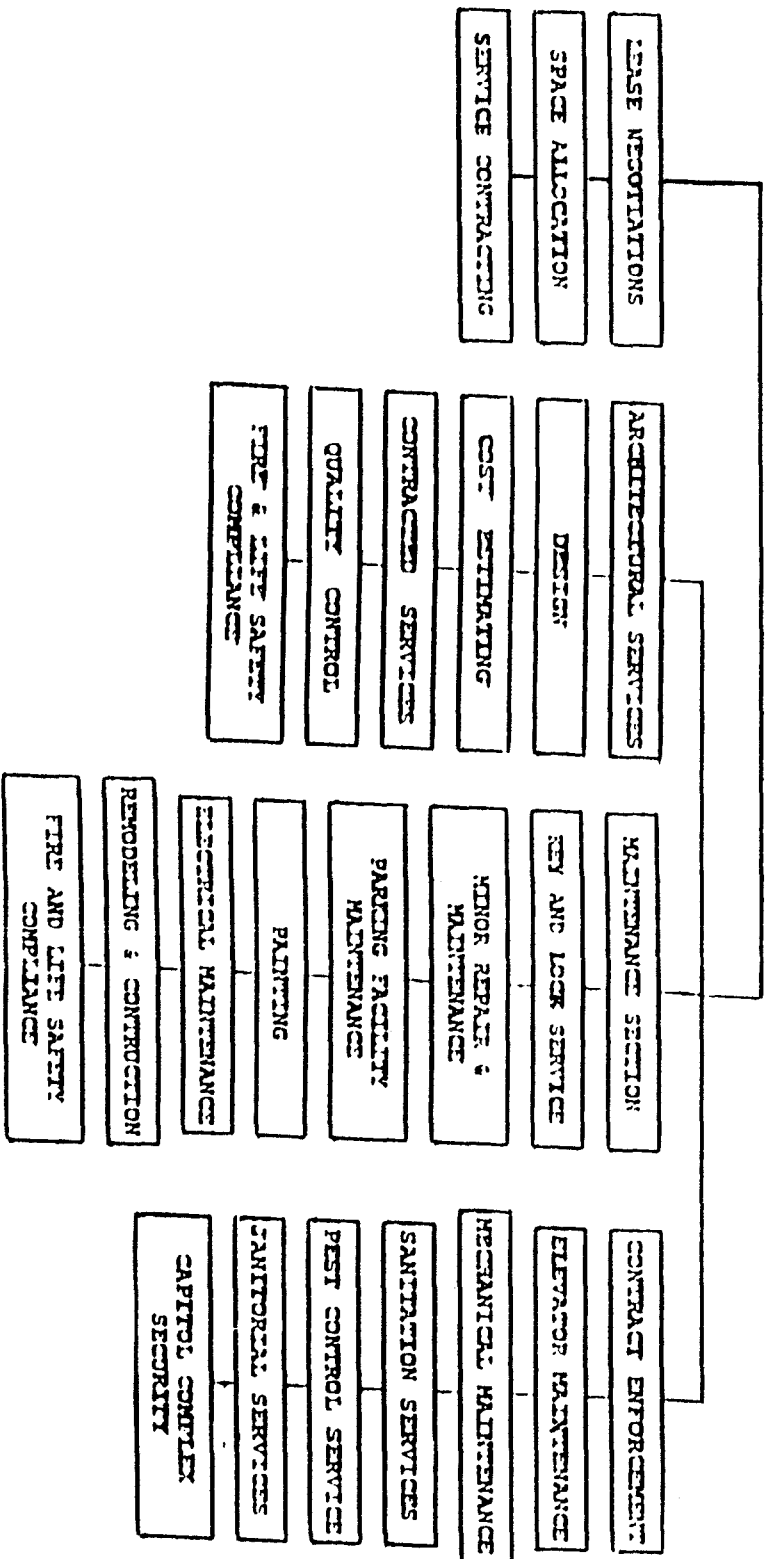 LEASE NEGOTIATIONS
SPACE ALLOCATION
SERVICE CONTRACTING
ARCHITECTURAL SERVICES
DESIGN
COST ESTIMATING
CONTRACTED SERVICES
QUALITY CONTROL
FIRE & LIFE SAFETY
COMPLIANCE
MAINTENANCE SECTION
KEY AND LOCK SERVICE
MINOR REPAIR &
MAINTENANCE
PARKING FACILITY
MAINTENANCE
PAINTING
ELECTRICAL MAINTENANCE
REMODELING & CONTRUCTION
FIRE AND LIFE SAFETY
COMPLIANCE
CONTRACT ENFORCEMENT
ELEVATOR MAINTENANCE
MECHANICAL MAINTENANCE
SANITATION SERVICES
PEST CONTROL SERVICE
JANITORIAL SERVICES
CAPITOL COMPLEX
SECURITY